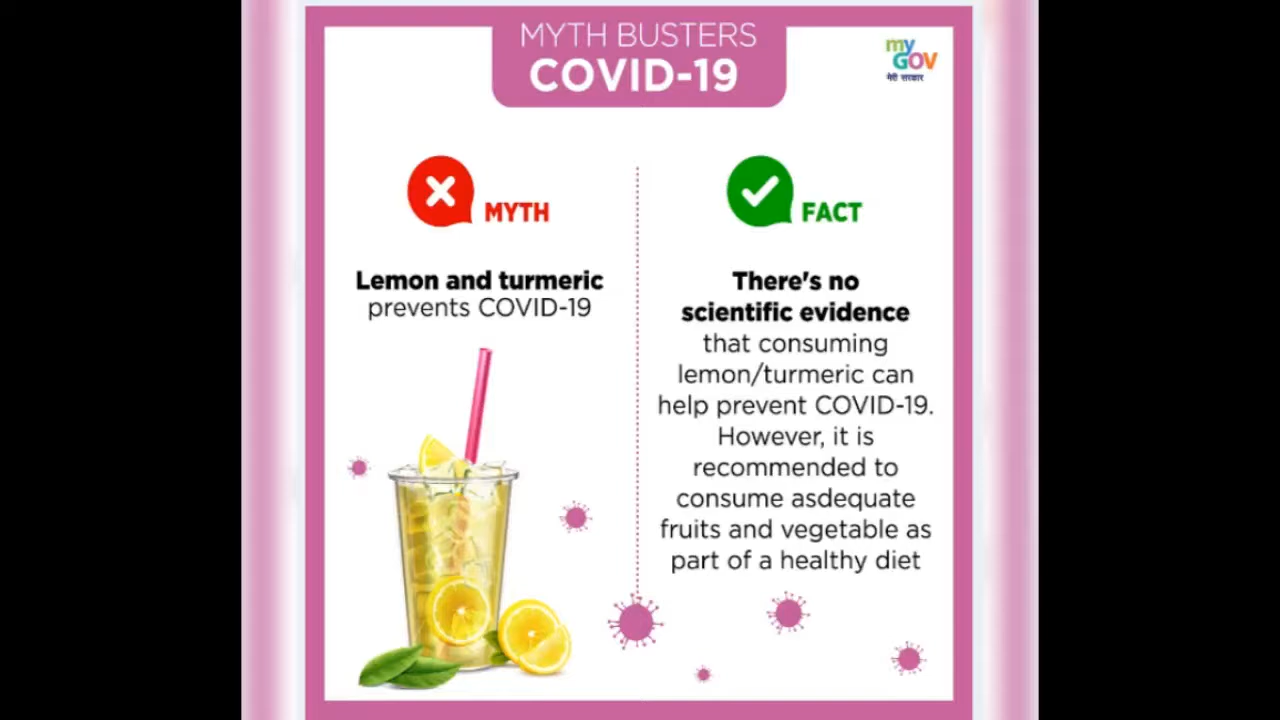 MYTH BUSTERS
COVID-19
my
GOV
मेरी सरकार
MYTH
Lemon and turmeric
prevents COVID-19
FACT
There's no
scientific evidence
that consuming
lemon/turmeric can
help prevent COVID-19.
However, it is
recommended to
consume asdequate
fruits and vegetable as
part of a healthy diet